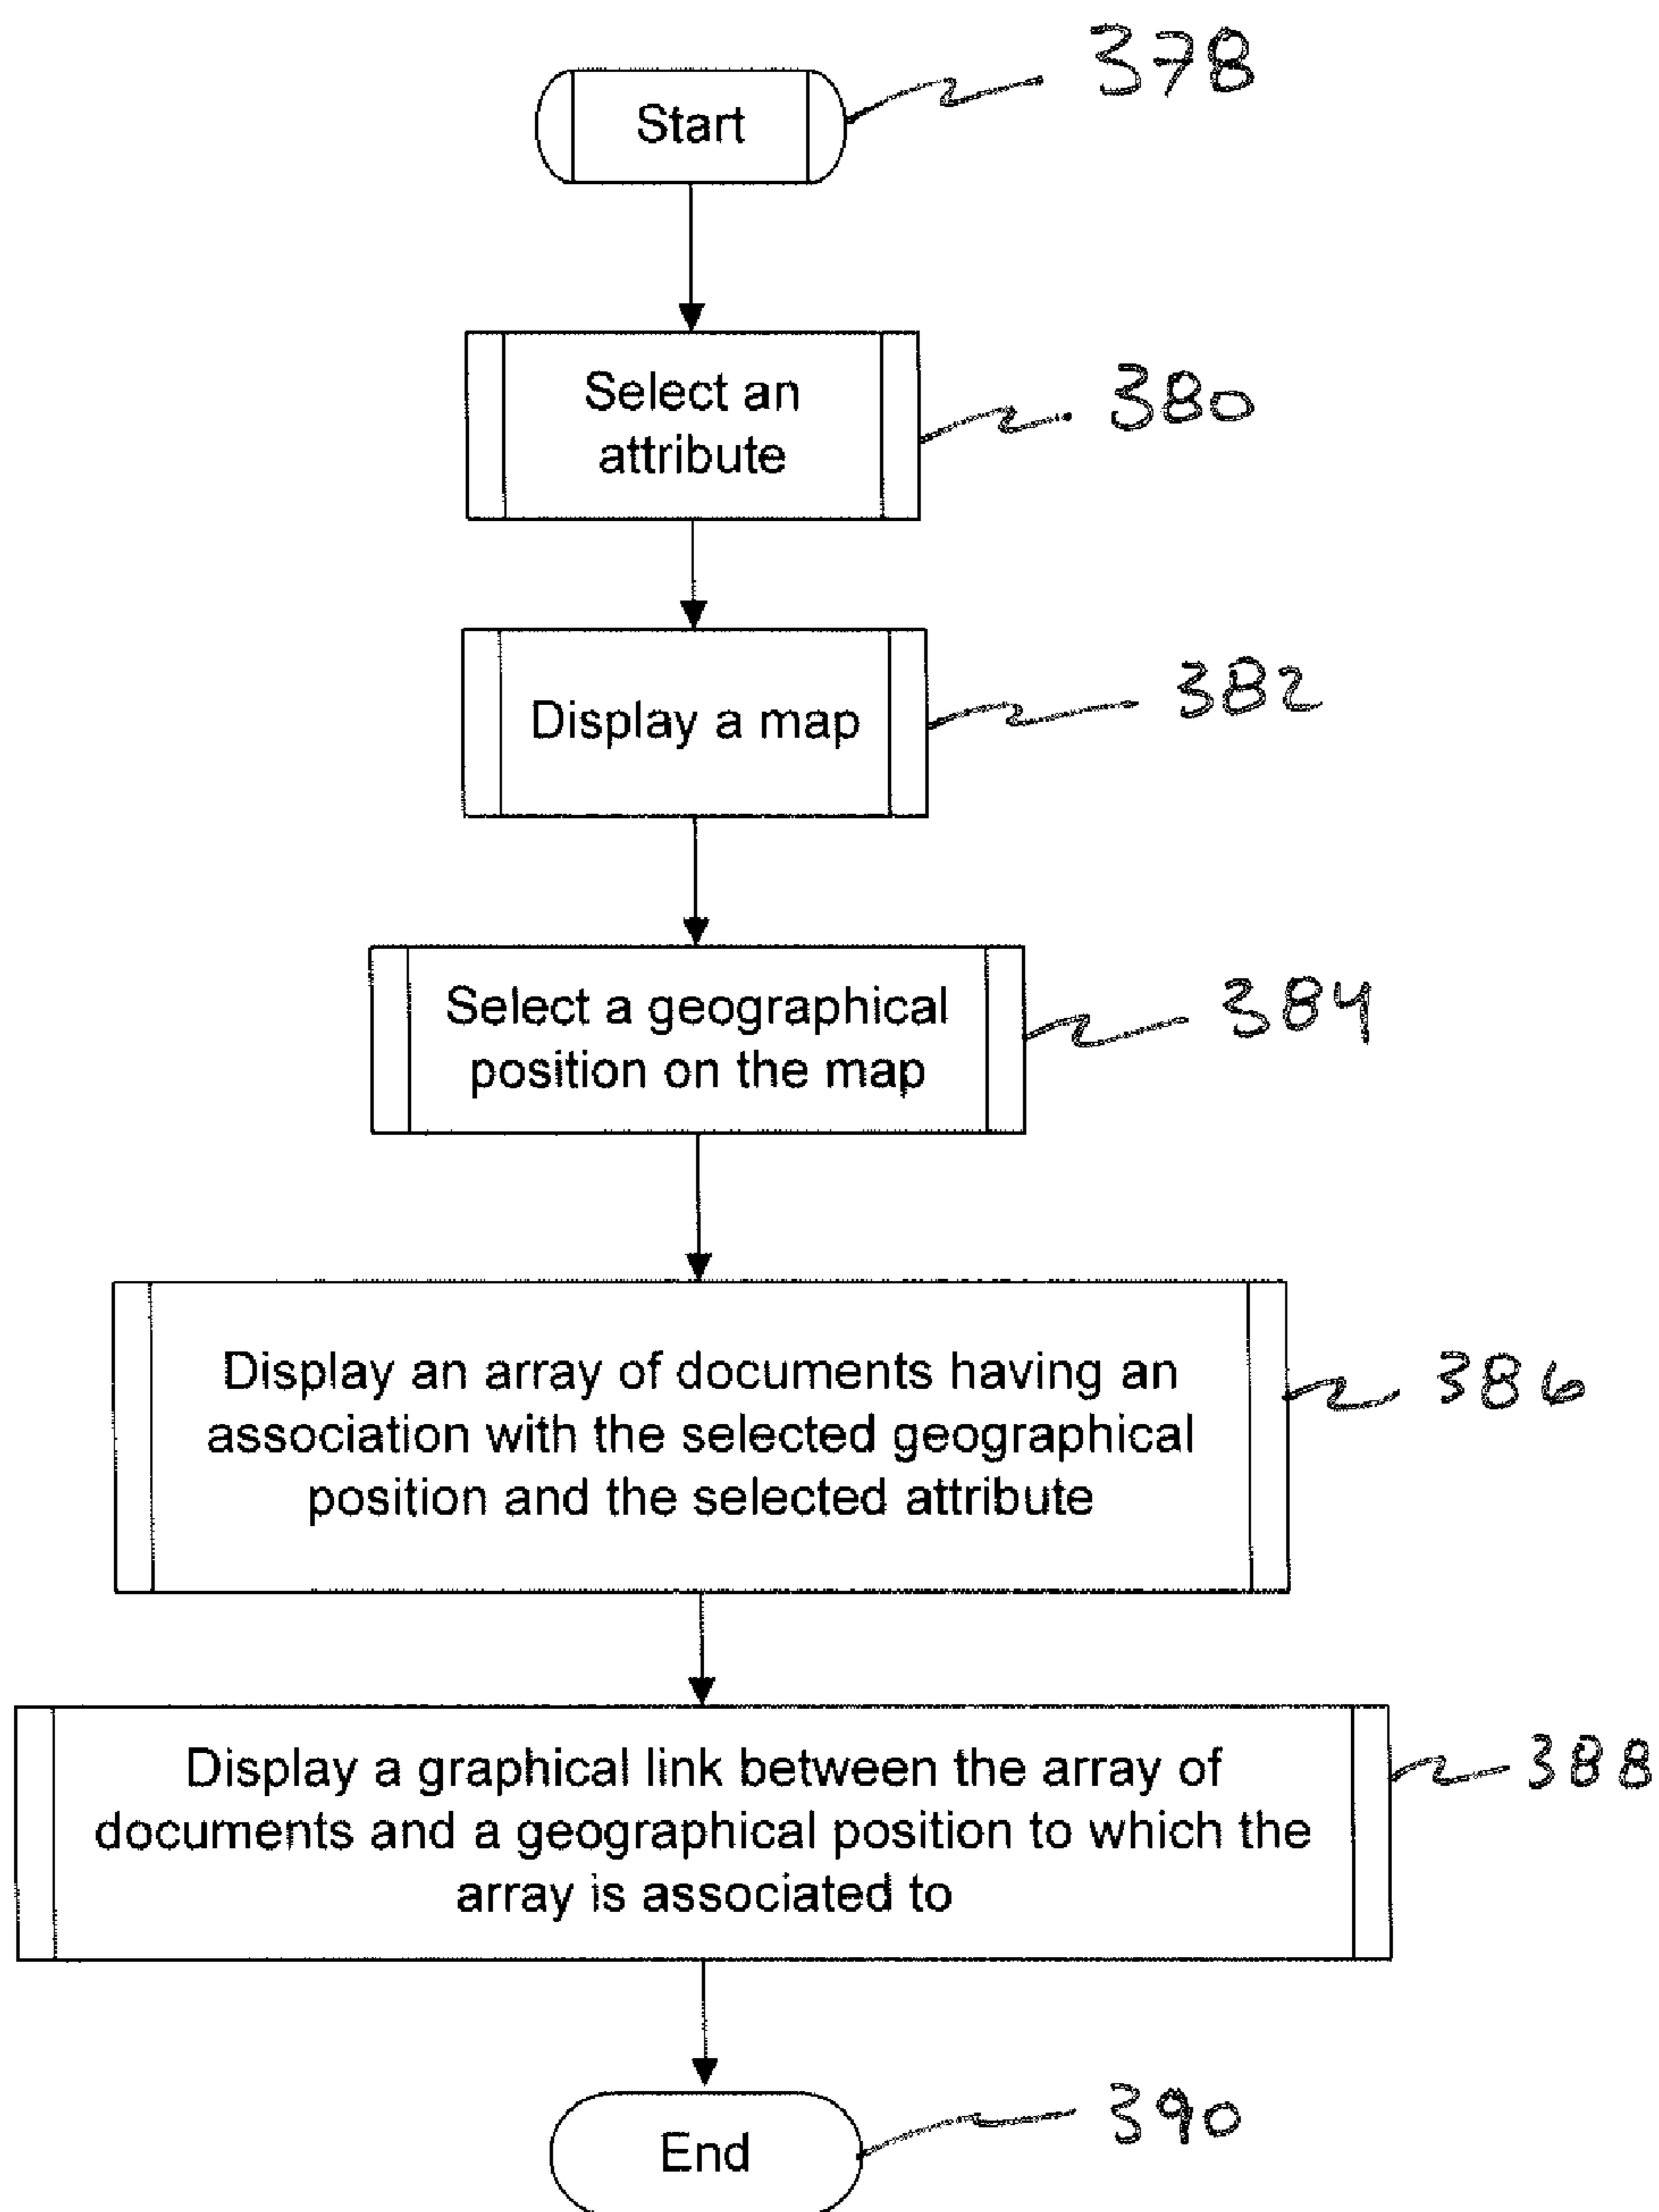 Start
378
Select an
attribute
380
Display a map
382
Select a geographical
position on the map
384
Display an array of documents having an
association with the selected geographical
position and the selected attribute
386
Display a graphical link between the array of
documents and a geographical position to which the
array is associated to
388
End
390